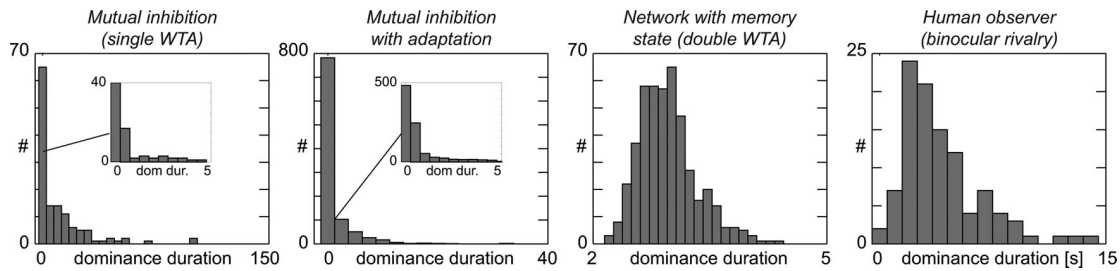 Mutual inhibition
(single WTA)
70
#
0
40
0
0 dom dur. 5
0 dominance duration 150
Mutual inhibition
with adaptation
800
#
0
500
0
0 dom dur. 5
0 dominance duration 40
Network with memory
state (double WTA)
70
#
0
2 dominance duration 5
Human observer
(binocular rivalry)
25
#
0
0 dominance duration [s] 15